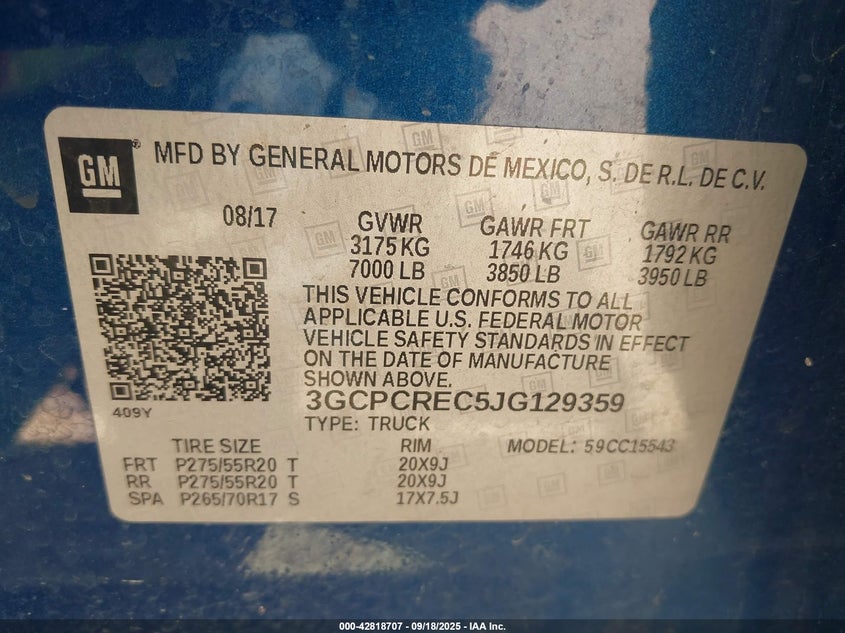 GM
MFD BY GENERAL MOTORS DE MEXICO, S. DE R.L. DE C.V.
08/17
GVWR GAWR FRT GAWR RR
3175 KG 1746 KG 1792 KG
7000 LB 3850 LB 3950 LB
THIS VEHICLE CONFORMS TO ALL
APPLICABLE U.S. FEDERAL MOTOR
VEHICLE SAFETY STANDARDS IN EFFECT
ON THE DATE OF MANUFACTURE
SHOWN ABOVE.
3GCPCREC5JG129359
409Y
TYPE: TRUCK
TIRE SIZE RIM MODEL: 59CC15543
FRT P275/55R20 T 20X9J
RR P275/55R20 T 20X9J
SPA P265/70R17 S 17X7.5J
000-42818707 - 09/18/2025 - IAA Inc.